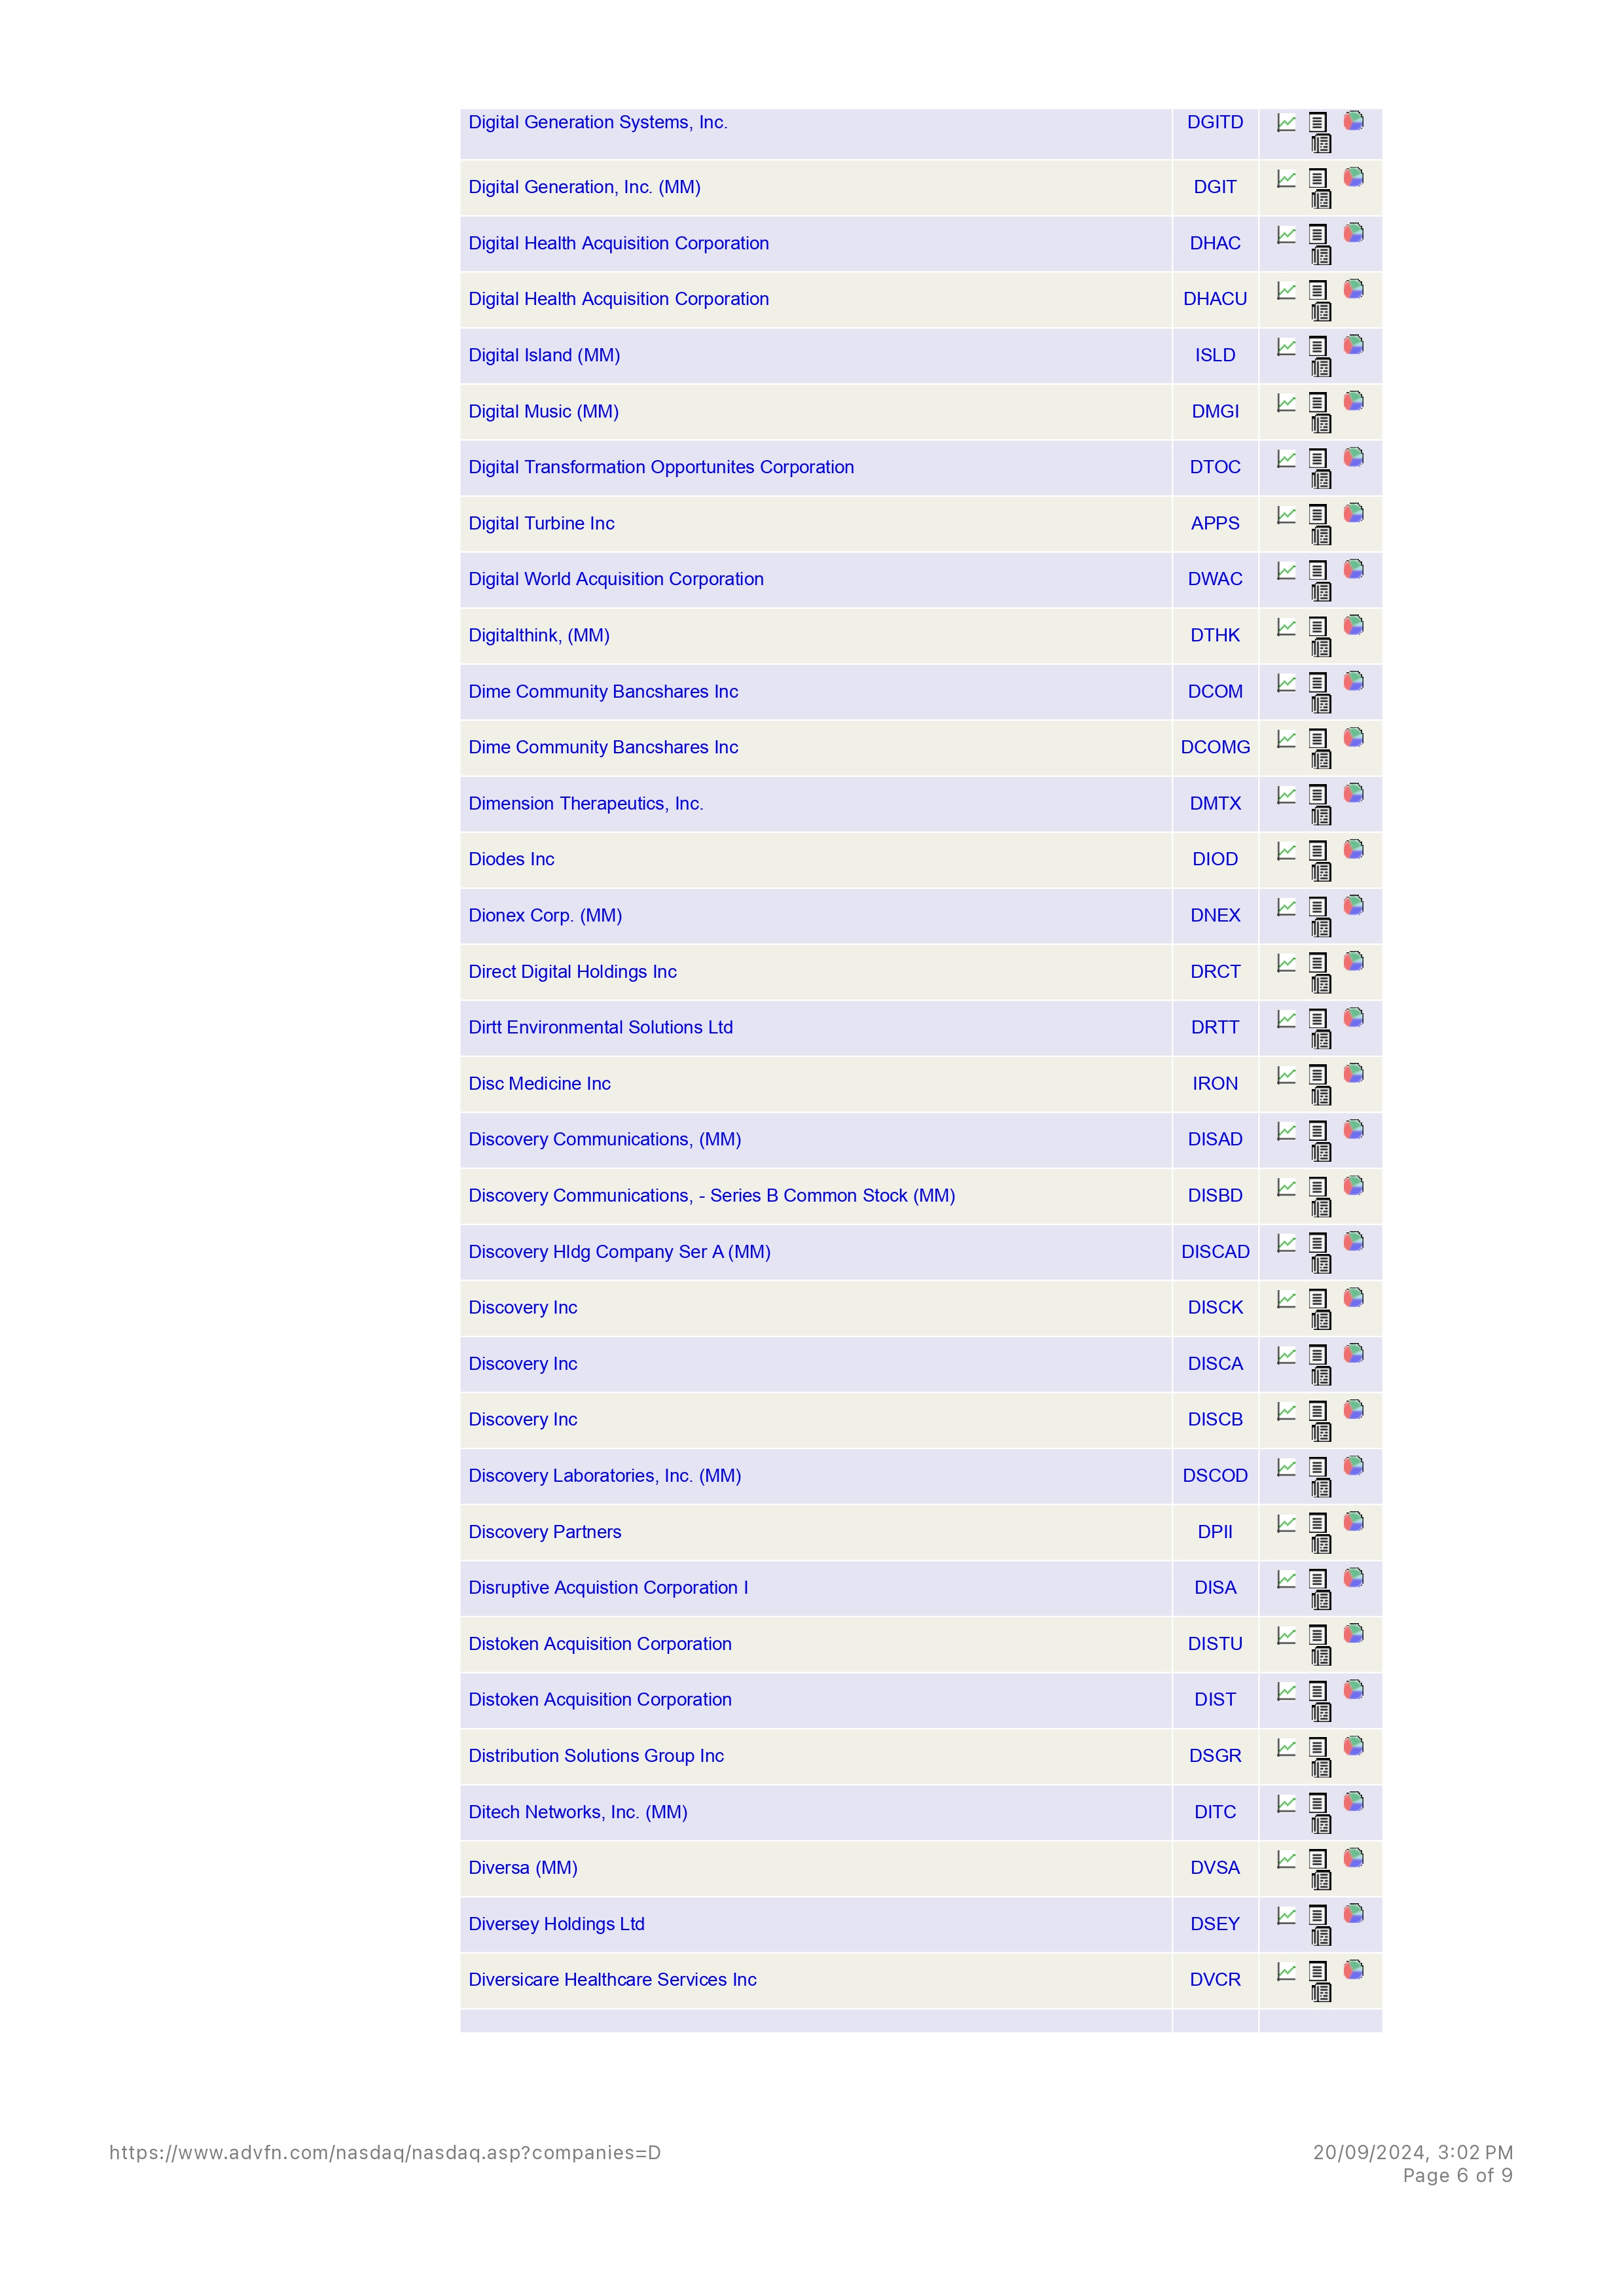 Digital Generation Systems, Inc. DGITD
Digital Generation, Inc. (MM) DGIT
Digital Health Acquisition Corporation DHAC
Digital Health Acquisition Corporation DHACU
Digital Island (MM) ISLD
Digital Music (MM) DMGI
Digital Transformation Opportunites Corporation DTOC
Digital Turbine Inc APPS
Digital World Acquisition Corporation DWAC
Digitalthink, (MM) DTHK
Dime Community Bancshares Inc DCOM
Dime Community Bancshares Inc DCOMG
Dimension Therapeutics, Inc. DMTX
Diodes Inc DIOD
Dionex Corp. (MM) DNEX
Direct Digital Holdings Inc DRCT
Dirtt Environmental Solutions Ltd DRTT
Disc Medicine Inc IRON
Discovery Communications, (MM) DISAD
Discovery Communications, - Series B Common Stock (MM) DISBD
Discovery Hldg Company Ser A (MM) DISCAD
Discovery Inc DISCK
Discovery Inc DISCA
Discovery Inc DISCB
Discovery Laboratories, Inc. (MM) DSCOD
Discovery Partners DPII
Disruptive Acquistion Corporation I DISA
Distoken Acquisition Corporation DISTU
Distoken Acquisition Corporation DIST
Distribution Solutions Group Inc DSGR
Ditech Networks, Inc. (MM) DITC
Diversa (MM) DVSA
Diversey Holdings Ltd DSEY
Diversicare Healthcare Services Inc DVCR
https://www.advfn.com/nasdaq/nasdaq.asp?companies=D 20/09/2024, 3:02 PM
Page 6 of 9